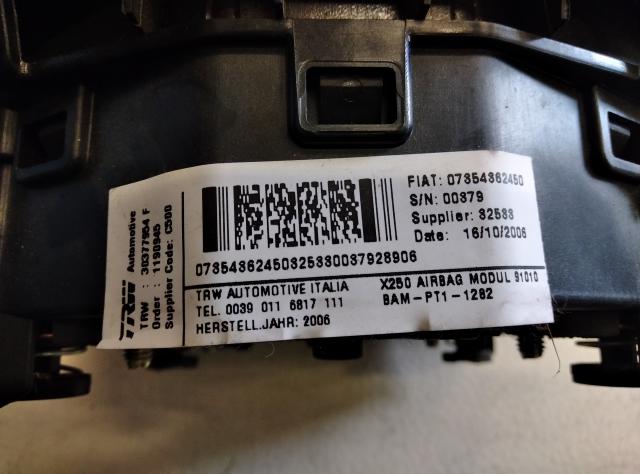 TRW Automotive
TRW : 30377954 F
Order : 1190945
Supplier Code: C300
FIAT: 07354362450
S/N: 00379
Supplier: 32533
Date: 16/10/2006
07354362450325330037928906
TRW AUTOMOTIVE ITALIA
TEL. 0039 011 6817 111
HERSTELL.JAHR: 2006
X250 AIRBAG MODUL 91010
BAM-PT1-1282